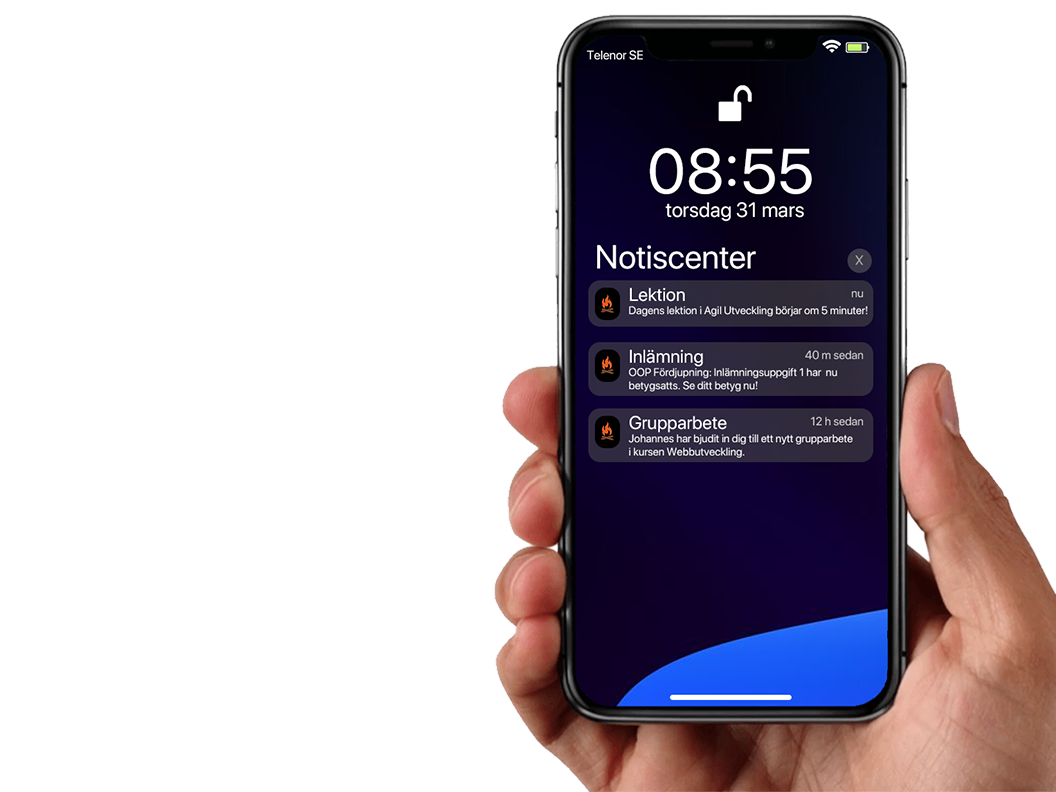 Telenor SE
08:55
torsdag 31 mars
Notiscenter
X
Lektion
nu
Dagens lektion i Agil Utveckling börjar om 5 minuter!
Inlämning
40 m sedan
OOP Fördjupning: Inlämningsuppgift 1 har nu
betygsatts. Se ditt betyg nu!
Grupparbete
12 h sedan
Johannes har bjudit in dig till ett nytt grupparbete
i kursen Webbutveckling.